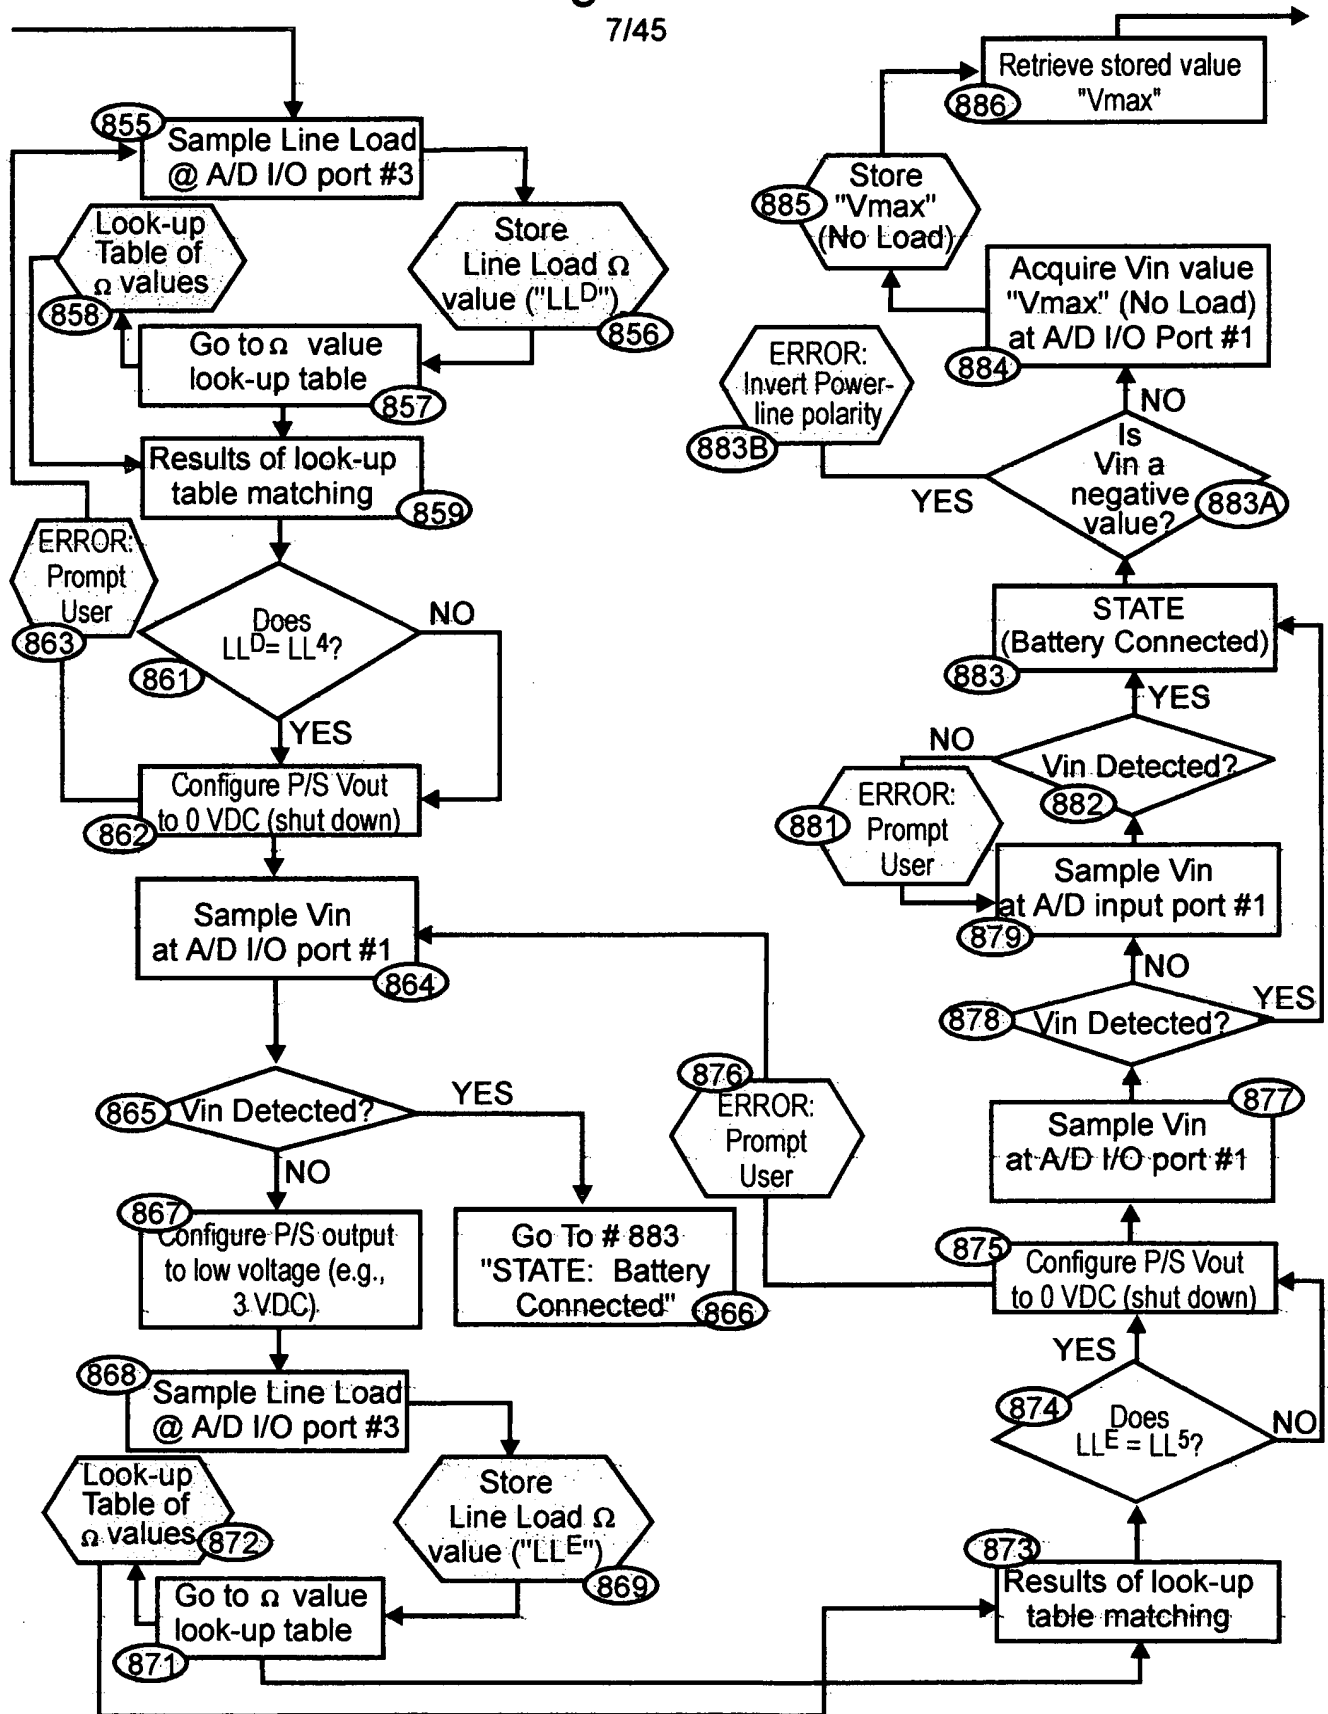 7/45
855
Sample Line Load
@ A/D I/O port #3
Look-up
Table of
Ω values
858
Store
Line Load Ω
value ("LLD")
856
Go to Ω value
look-up table
857
Results of look-up
table matching
859
ERROR:
Prompt
User
863
Does
LLD= LL4?
861
NO
YES
Configure P/S Vout
to 0 VDC (shut down)
862
Sample Vin
at A/D I/O port #1
864
865
Vin Detected?
YES
NO
867
Configure P/S output
to low voltage (e.g.,
3 VDC)
Go To # 883
"STATE: Battery
Connected"
866
868
Sample Line Load
@ A/D I/O port #3
Look-up
Table of
Ω values
872
Store
Line Load Ω
value ("LLE")
869
Go to Ω value
look-up table
871
876
ERROR:
Prompt
User
Retrieve stored value
"Vmax"
886
Store
"Vmax"
(No Load)
885
Acquire Vin value
"Vmax" (No Load)
at A/D I/O Port #1
884
ERROR:
Invert Power-
line polarity
883B
NO
Is
Vin a
negative
value?
883A
YES
STATE
(Battery Connected)
883
YES
NO
Vin Detected?
882
ERROR:
Prompt
User
881
Sample Vin
at A/D input port #1
879
NO
YES
878
Vin Detected?
877
Sample Vin
at A/D I/O port #1
875
Configure P/S Vout
to 0 VDC (shut down)
YES
874
Does
LLE = LL5?
NO
873
Results of look-up
table matching